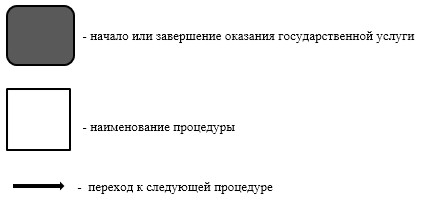 - начало или завершение оказания государственной услуги
- наименование процедуры
- переход к следующей процедуре